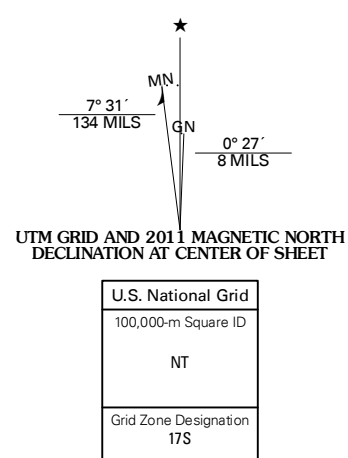 ★
MN
GN
7° 31´
134 MILS
0° 27´
8 MILS
UTM GRID AND 2011 MAGNETIC NORTH
DECLINATION AT CENTER OF SHEET
U.S. National Grid
100,000-m Square ID
NT
Grid Zone Designation
17S